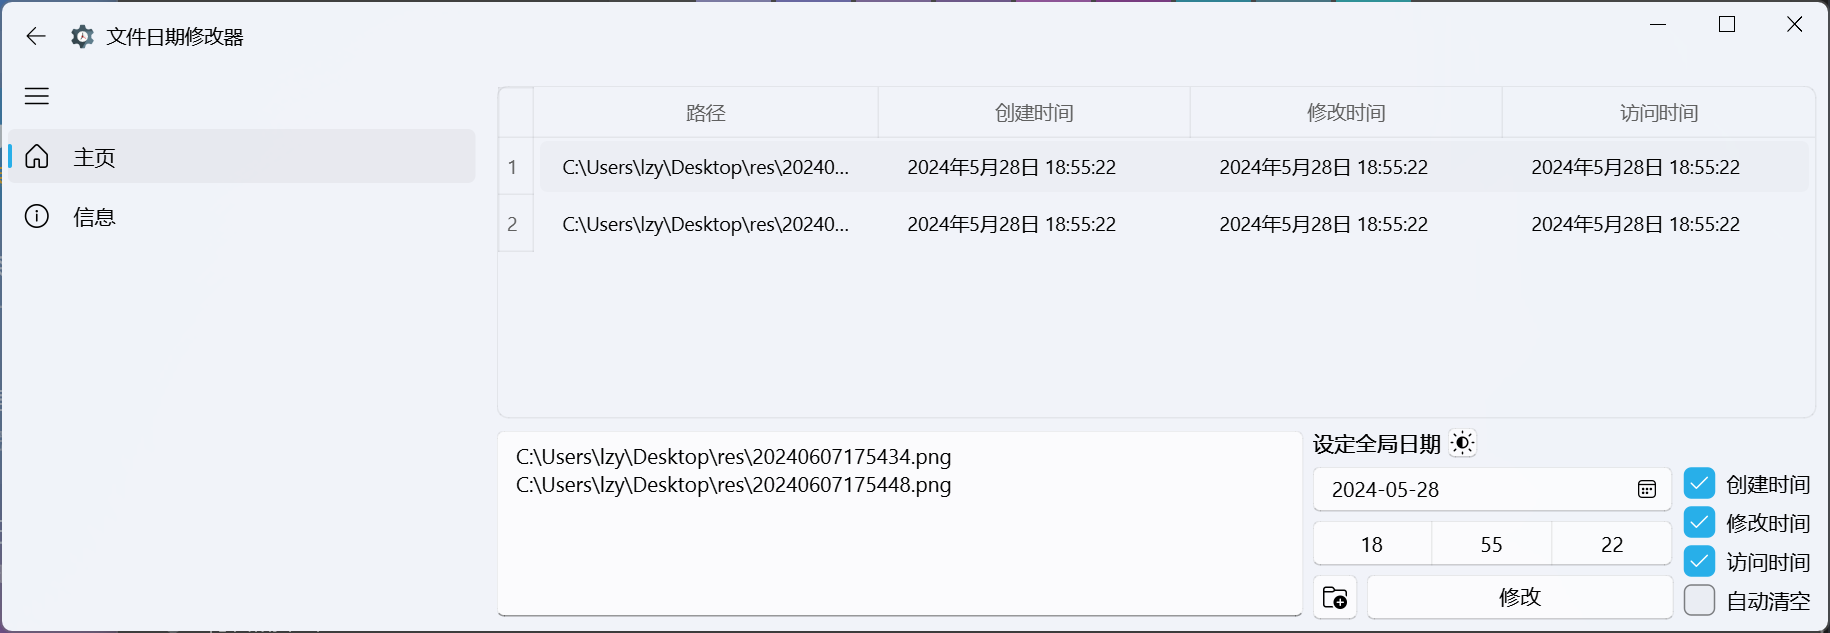 文件日期修改器
主页
信息
路径 创建时间 修改时间 访问时间
1 C:\Users\lzy\Desktop\res\20240... 2024年5月28日 18:55:22 2024年5月28日 18:55:22 2024年5月28日 18:55:22
2 C:\Users\lzy\Desktop\res\20240... 2024年5月28日 18:55:22 2024年5月28日 18:55:22 2024年5月28日 18:55:22
C:\Users\lzy\Desktop\res\20240607175434.png
C:\Users\lzy\Desktop\res\20240607175448.png
设定全局日期
2024-05-28
18 55 22
修改
创建时间
修改时间
访问时间
自动清空